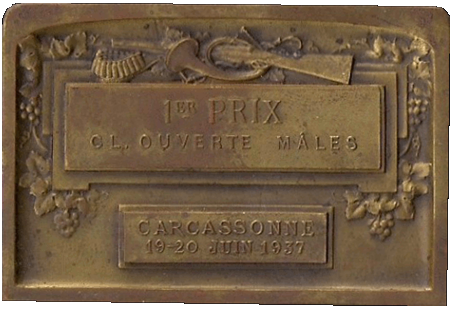 1ER PRIX
CL. OUVERTE MÂLES
CARCASSONNE
19-20 JUIN 1937